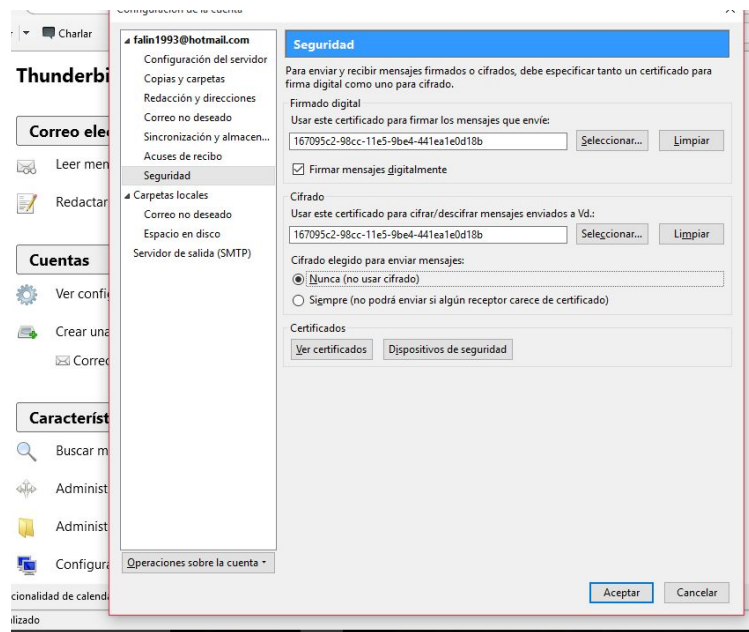 Configuración de la cuenta
Charlar
Thunderbi
Correo ele
Leer men
Redactar
Cuentas
Ver confi
Crear una
Correo
Característ
Buscar m
Administ
Administ
Configura
cionalidad de calenda
lizado
falin1993@hotmail.com
Configuración del servidor
Copias y carpetas
Redacción y direcciones
Correo no deseado
Sincronización y almacen...
Acuses de recibo
Seguridad
Carpetas locales
Correo no deseado
Espacio en disco
Servidor de salida (SMTP)
Operaciones sobre la cuenta
Seguridad
Para enviar y recibir mensajes firmados o cifrados, debe especificar tanto un certificado para
firma digital como uno para cifrado.
Firmado digital
Usar este certificado para firmar los mensajes que envíe:
167095c2-98cc-11e5-9be4-441ea1e0d18b Seleccionar... Limpiar
Firmar mensajes digitalmente
Cifrado
Usar este certificado para cifrar/descifrar mensajes enviados a Vd.:
167095c2-98cc-11e5-9be4-441ea1e0d18b Seleccionar... Limpiar
Cifrado elegido para enviar mensajes:
Nunca (no usar cifrado)
Siempre (no podrá enviar si algún receptor carece de certificado)
Certificados
Ver certificados Dispositivos de seguridad
Aceptar Cancelar